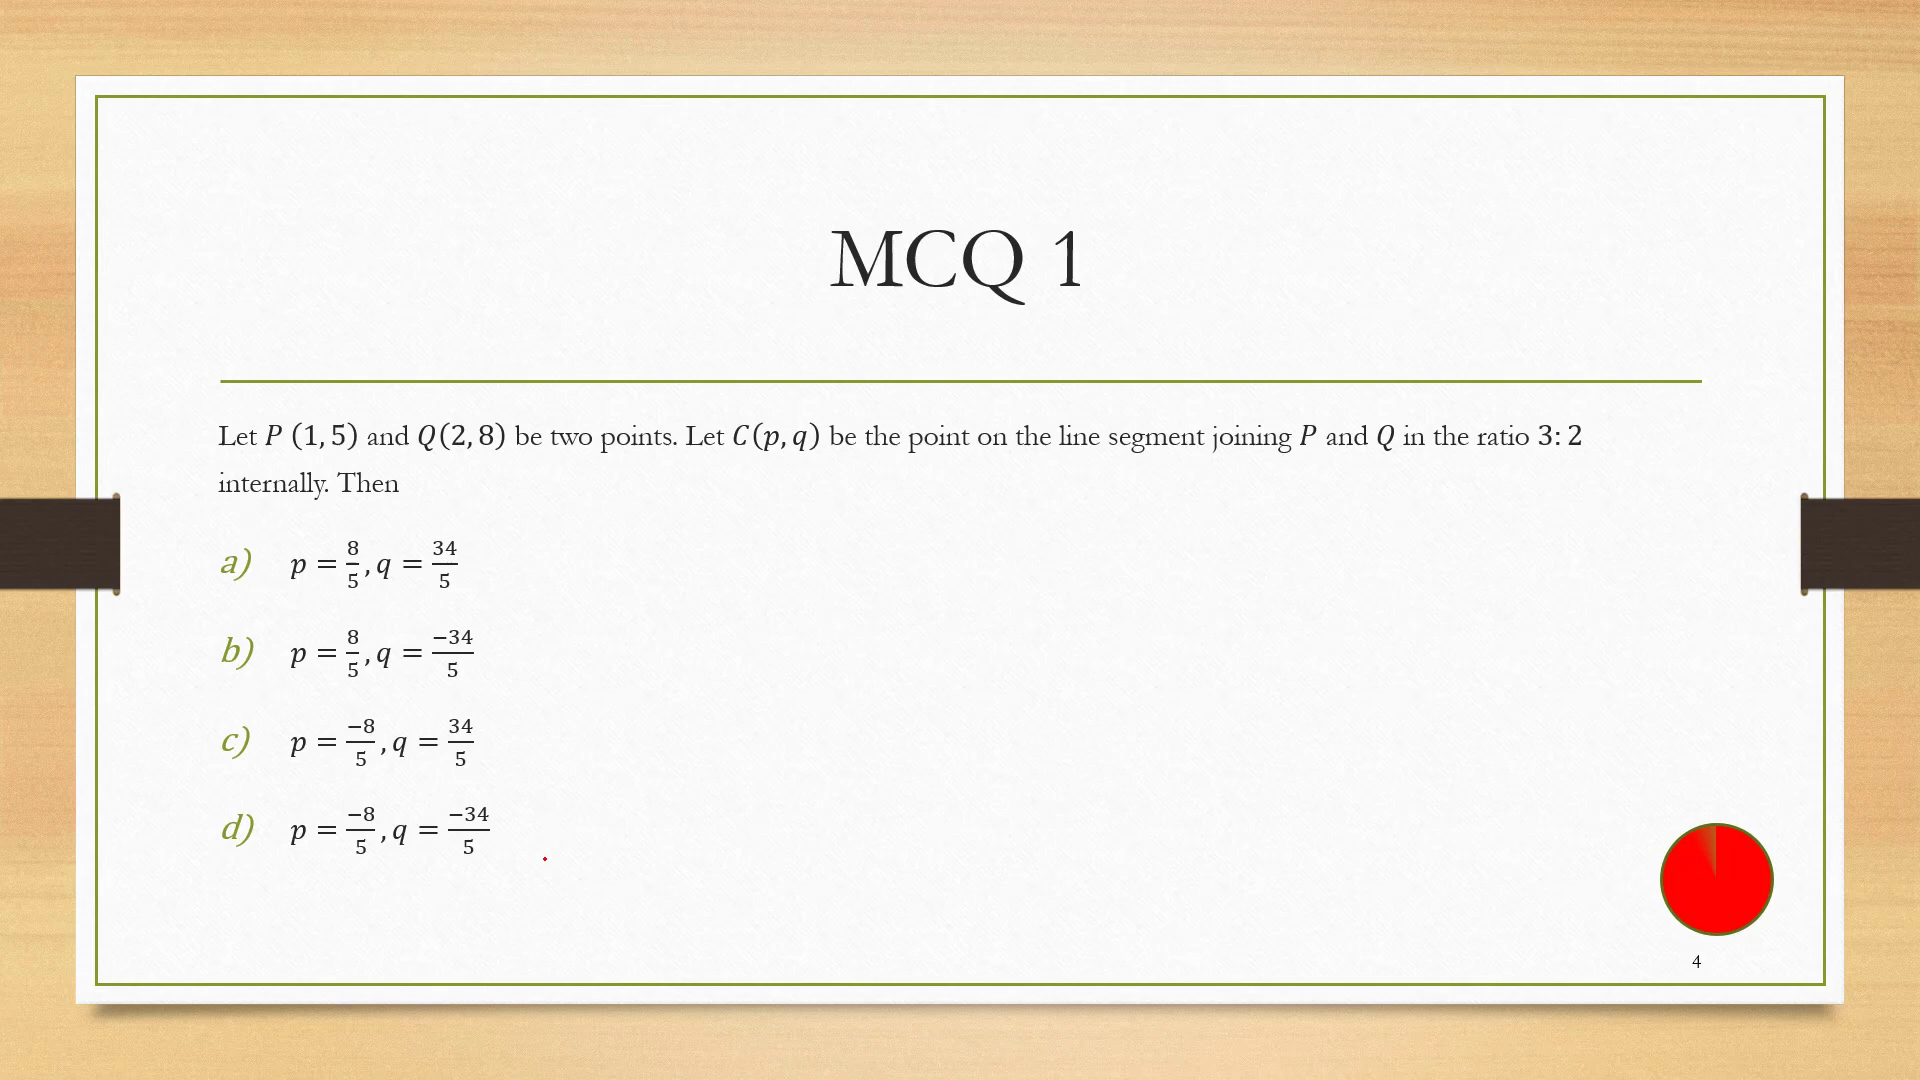 MCQ 1
Let P (1, 5) and Q(2, 8) be two points. Let C(p, q) be the point on the line segment joining P and Q in the ratio 3: 2
internally. Then
a) p = 8/5, q = 34/5
b) p = 8/5, q = −34/5
c) p = −8/5, q = 34/5
d) p = −8/5, q = −34/5
4